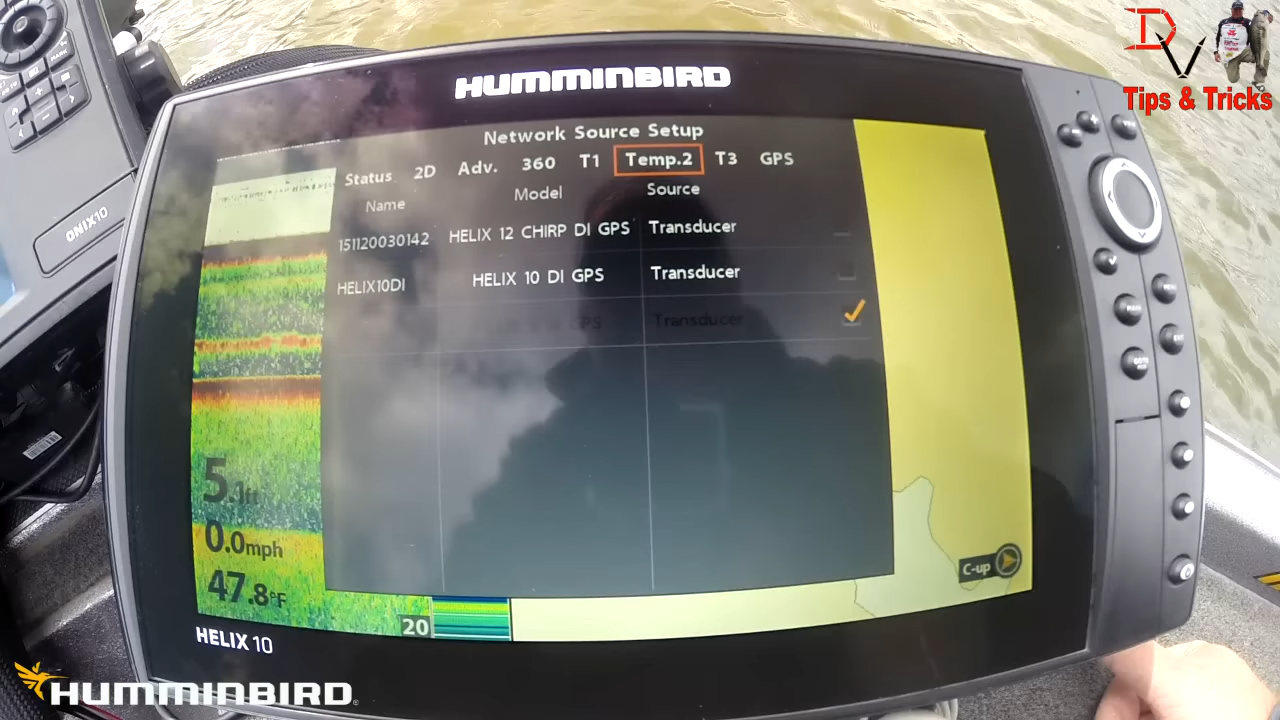 DV
Tips & Tricks
HUMMINBIRD
Network Source Setup
Status 2D Adv. 360 T1 Temp.2 T3 GPS
Name Model Source
151120030142 HELIX 12 CHIRP DI GPS Transducer
HELIX10DI HELIX 10 DI GPS Transducer
GPS Transducer
ONIX10
5.1ft
0.0mph
47.8°F
20
C-up
HELIX 10
HUMMINBIRD